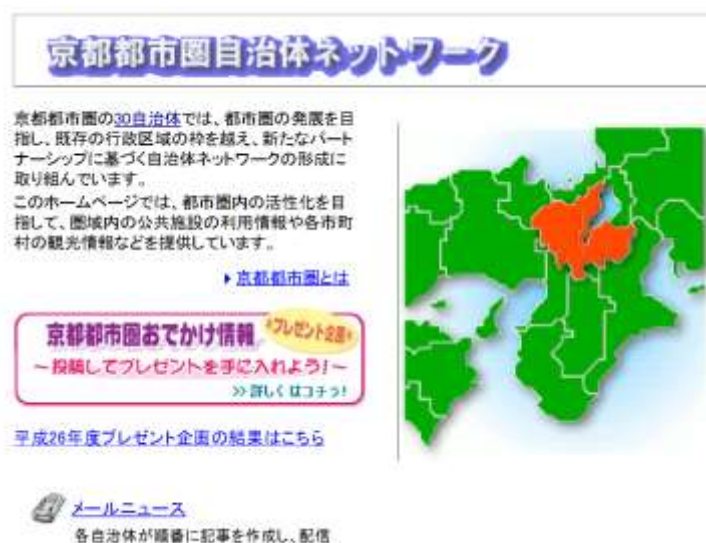 京都都市圏自治体ネットワーク
京都都市圏の30自治体では、都市圏の発展を目
指し、既存の行政区域の枠を越え、新たなパート
ナーシップに基づく自治体ネットワークの形成に
取り組んでいます。
このホームページでは、都市圏内の活性化を目
指して、圏域内の公共施設の利用情報や各市町
村の観光情報などを提供しています。
京都都市圏とは
京都都市圏おでかけ情報 プレゼント企画
～投稿してプレゼントを手に入れよう!～
>> 詳しくはコチラ!
平成26年度プレゼント企画の結果はこちら
メールニュース
各自治体が順番に記事を作成し、配信